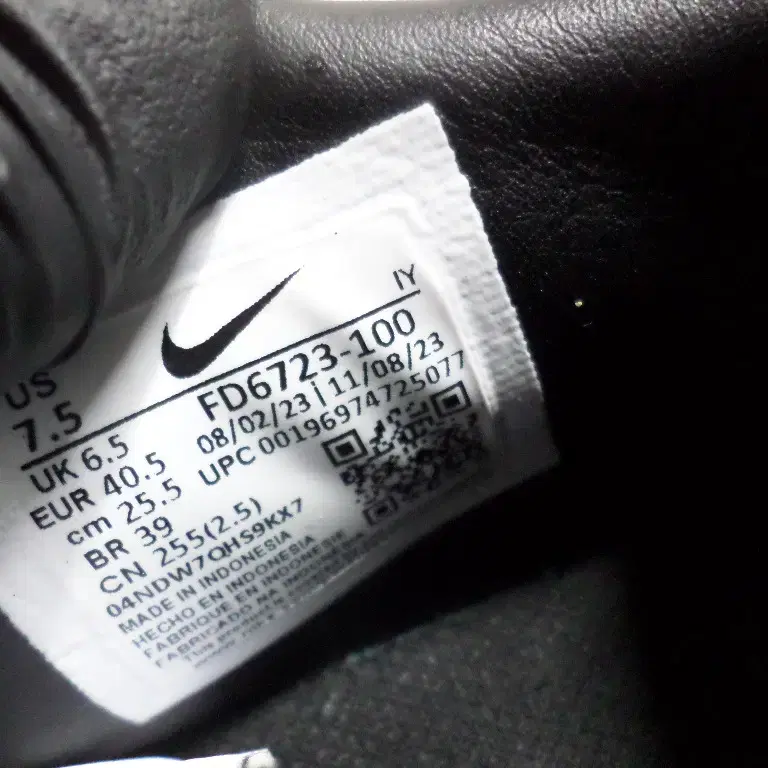 IY
US
7.5
FD6723-100
08/02/23 | 11/08/23
UPC 00196974725077
UK 6.5
EUR 40.5
cm 25.5
BR 39
CN 255(2.5)
04NDW7QHS9KX7
MADE IN INDONESIA
HECHO EN INDONESIA
FABRIQUE EN INDONESIE
FABRICADO NA INDONESIA